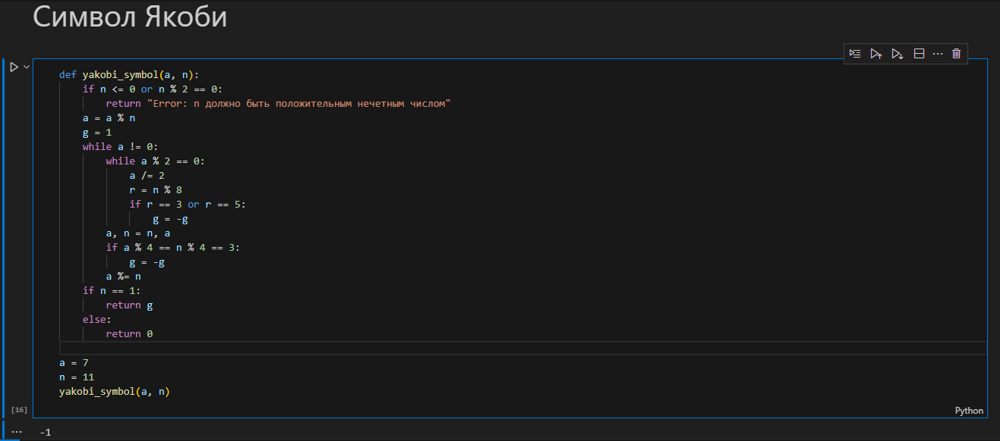 Символ Якоби
def yakobi_symbol(a, n):
    if n <= 0 or n % 2 == 0:
        return "Error: n должно быть положительным нечетным числом"
    a = a % n
    g = 1
    while a != 0:
        while a % 2 == 0:
            a /= 2
            r = n % 8
            if r == 3 or r == 5:
                g = -g
        a, n = n, a
        if a % 4 == n % 4 == 3:
            g = -g
        a %= n
    if n == 1:
        return g
    else:
        return 0
a = 7
n = 11
yakobi_symbol(a, n)
[16]
Python
... -1